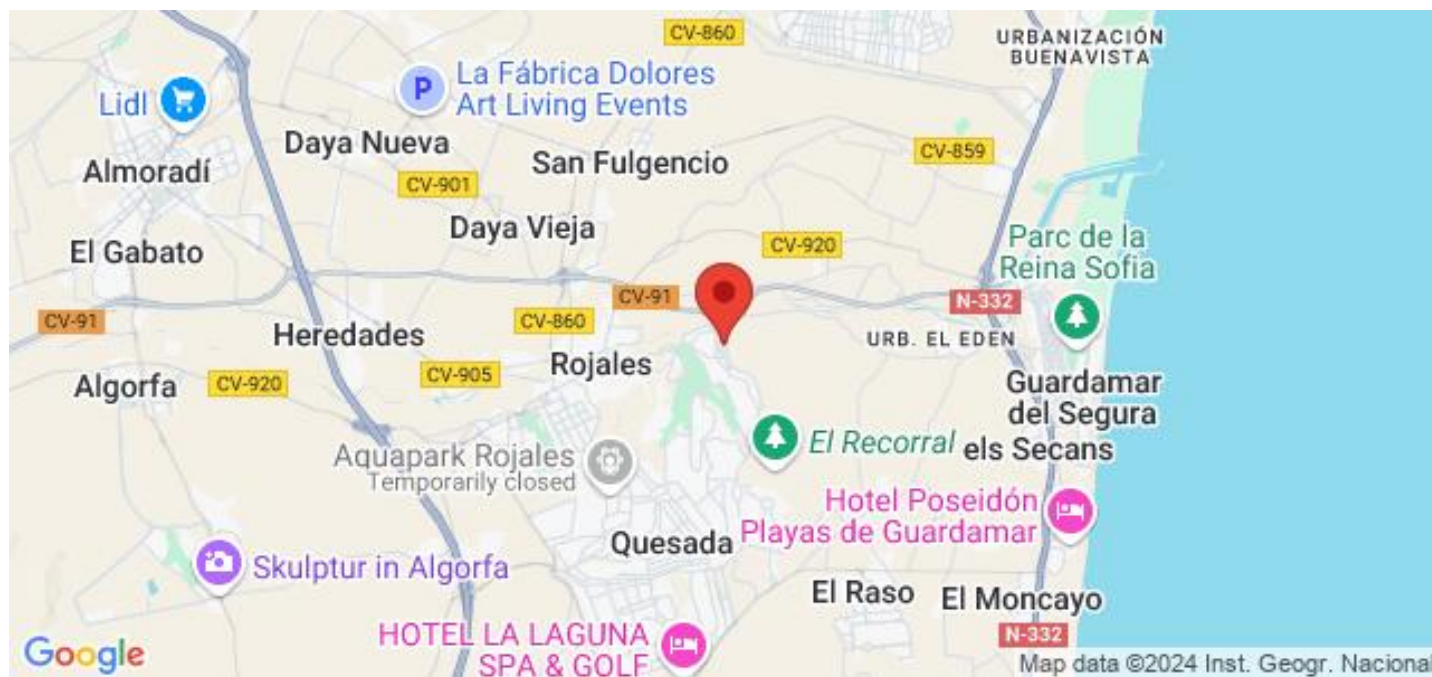 CV-860
URBANIZACIÓN
BUENAVISTA
La Fábrica Dolores
Art Living Events
P
Lidl
Daya Nueva
San Fulgencio
CV-859
Almoradí
CV-901
Daya Vieja
El Gabato
CV-920
Parc de la
Reina Sofia
CV-91
N-332
CV-91
CV-860
Heredades
URB. EL EDEN
Rojales
Algorfa
CV-920
CV-905
Guardamar
del Segura
El Recorral
els Secans
Aquapark Rojales
Temporarily closed
Hotel Poseidón
Playas de Guardamar
Quesada
Skulptur in Algorfa
El Raso
El Moncayo
HOTEL LA LAGUNA
SPA & GOLF
N-332
Google
Map data ©2024 Inst. Geogr. Nacional